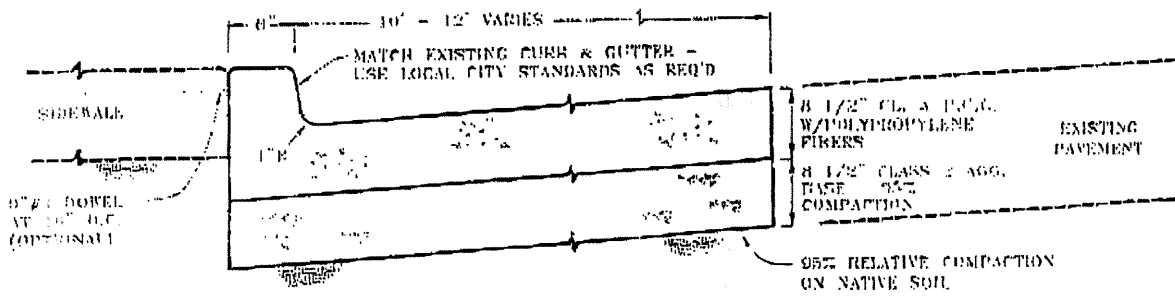 6" 10' - 12' VARIES
MATCH EXISTING CURB & GUTTER -
USE LOCAL CITY STANDARDS AS REQ'D
SIDEWALK
8 1/2" CL. A P.C.C.
W/POLYPROPYLENE
FIBERS
EXISTING
PAVEMENT
1"R
8 1/2" CLASS 2 AGG.
BASE 95%
COMPACTION
DOWEL
AT O.C.
(OPTIONAL)
95% RELATIVE COMPACTION
ON NATIVE SOIL